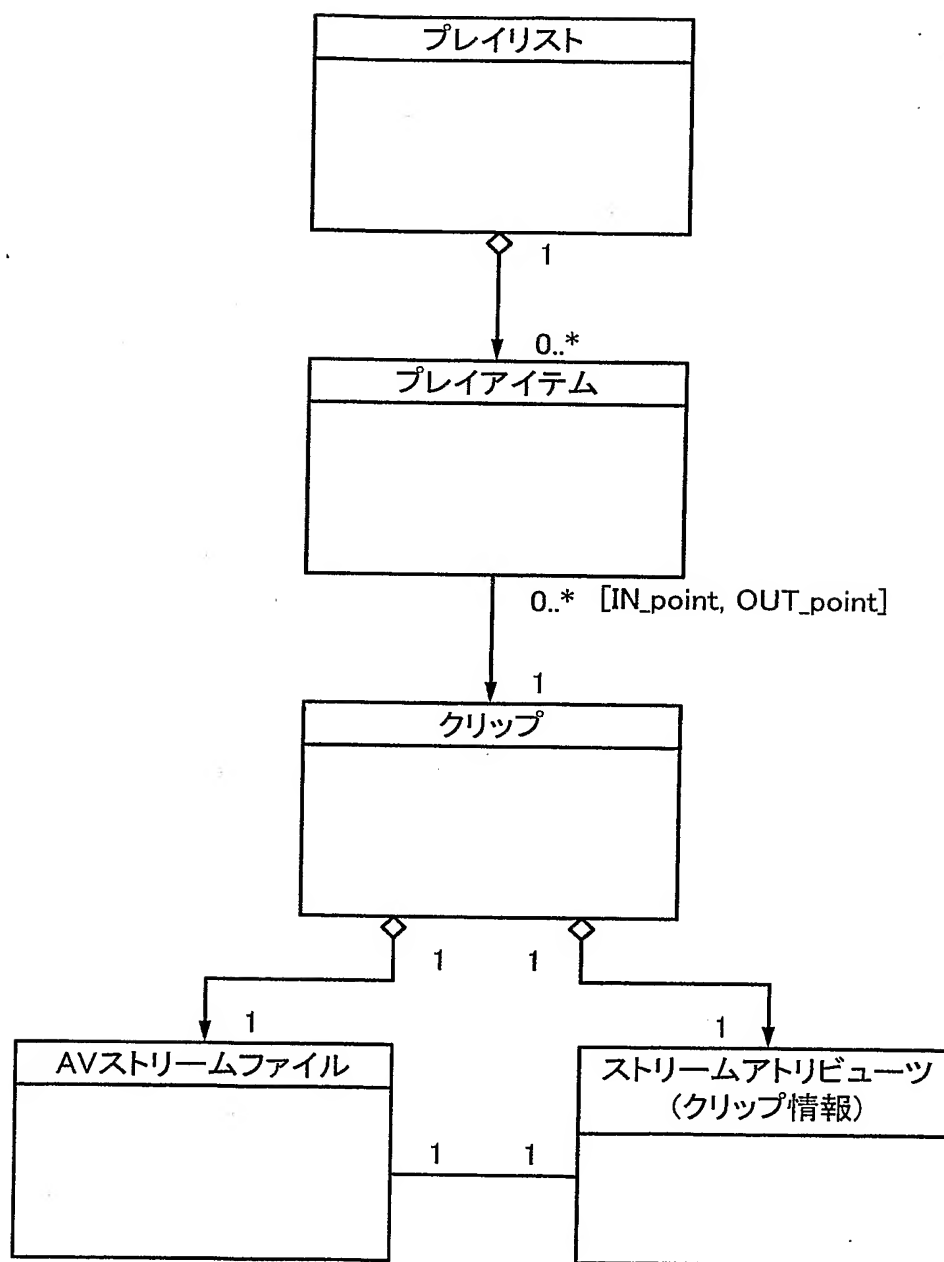 プレイリスト
1
0..*
プレイアイテム
0..* [IN_point, OUT_point]
1
クリップ
1 1
1 1
AVストリームファイル
ストリームアトリビューツ
(クリップ情報)
1 1